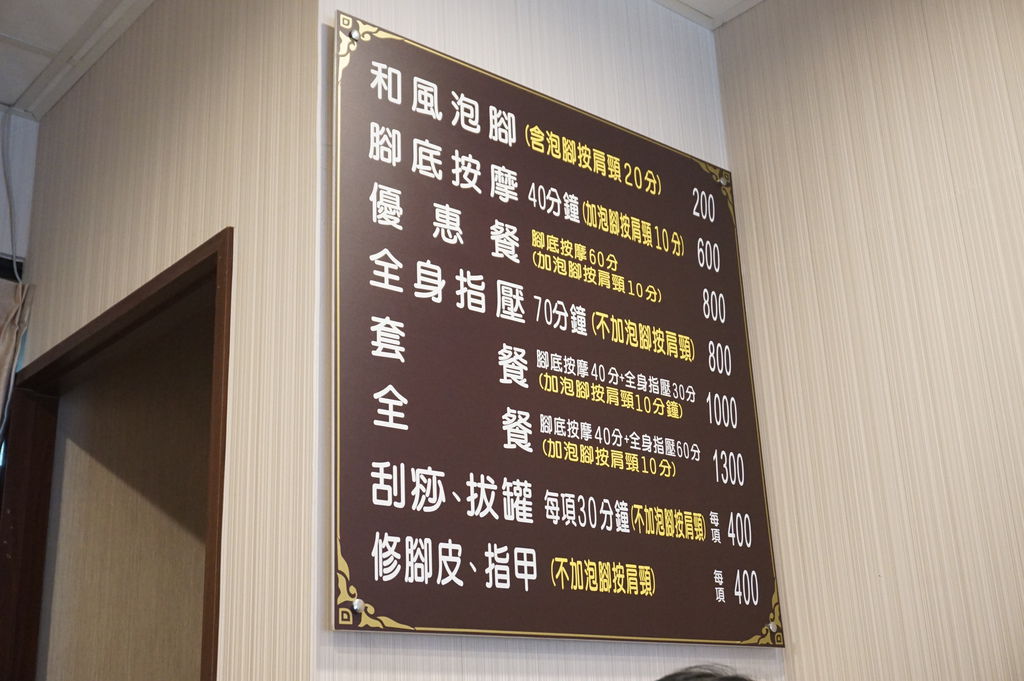 和風泡腳(含泡腳按肩頸20分) 200
腳底按摩 40分鐘(加泡腳按肩頸10分) 600
優惠餐 腳底按摩60分 800
(加泡腳按肩頸10分)
全身指壓 70分鐘(不加泡腳按肩頸) 800
套餐 腳底按摩40分+全身指壓30分 1000
(加泡腳按肩頸10分鐘)
全餐 腳底按摩40分+全身指壓60分 1300
(加泡腳按肩頸10分)
刮痧、拔罐 每項30分鐘(不加泡腳按肩頸) 每項 400
修腳皮、指甲 (不加泡腳按肩頸) 每項 400